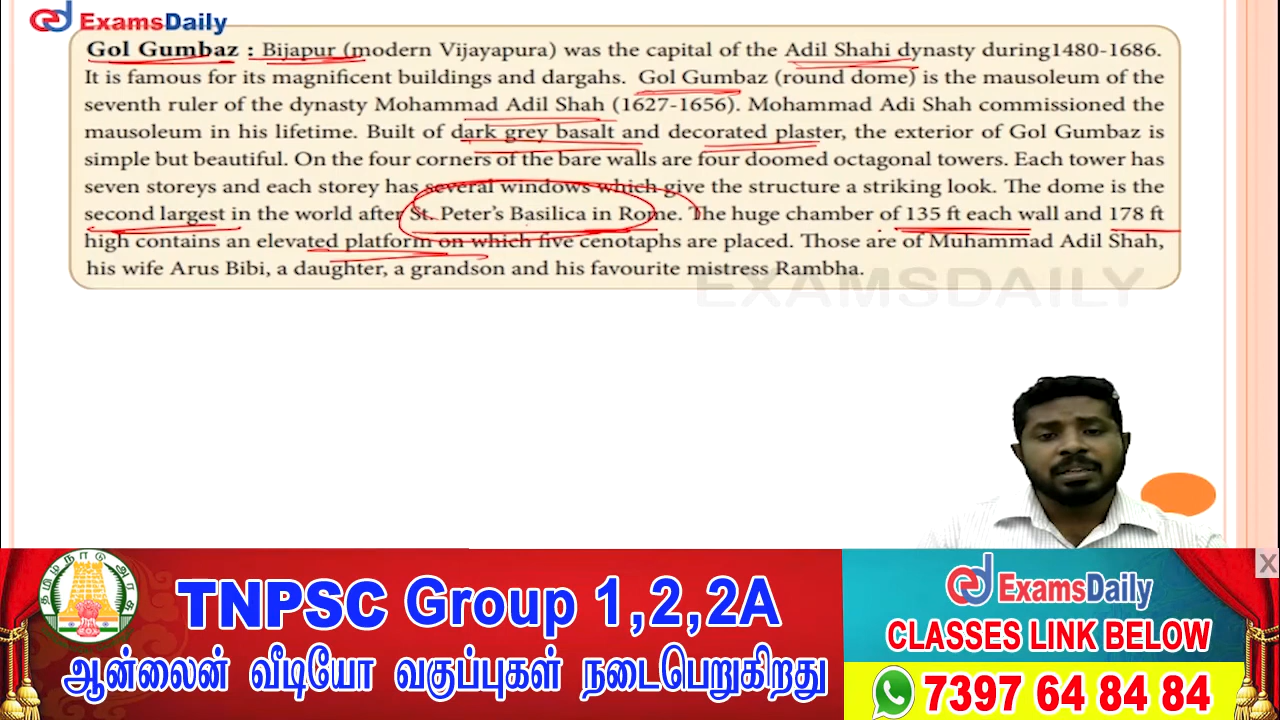 ExamsDaily
Gol Gumbaz : Bijapur (modern Vijayapura) was the capital of the Adil Shahi dynasty during1480-1686.
It is famous for its magnificent buildings and dargahs. Gol Gumbaz (round dome) is the mausoleum of the
seventh ruler of the dynasty Mohammad Adil Shah (1627-1656). Mohammad Adi Shah commissioned the
mausoleum in his lifetime. Built of dark grey basalt and decorated plaster, the exterior of Gol Gumbaz is
simple but beautiful. On the four corners of the bare walls are four doomed octagonal towers. Each tower has
seven storeys and each storey has several windows which give the structure a striking look. The dome is the
second largest in the world after St. Peter's Basilica in Rome. The huge chamber of 135 ft each wall and 178 ft
high contains an elevated platform on which five cenotaphs are placed. Those are of Muhammad Adil Shah,
his wife Arus Bibi, a daughter, a grandson and his favourite mistress Rambha.
EXAMSDAILY
தமிழ்நாடு அரசு
TNPSC Group 1,2,2A
ஆன்லைன் வீடியோ வகுப்புகள் நடைபெறுகிறது
ExamsDaily
CLASSES LINK BELOW
7397 64 84 84
X